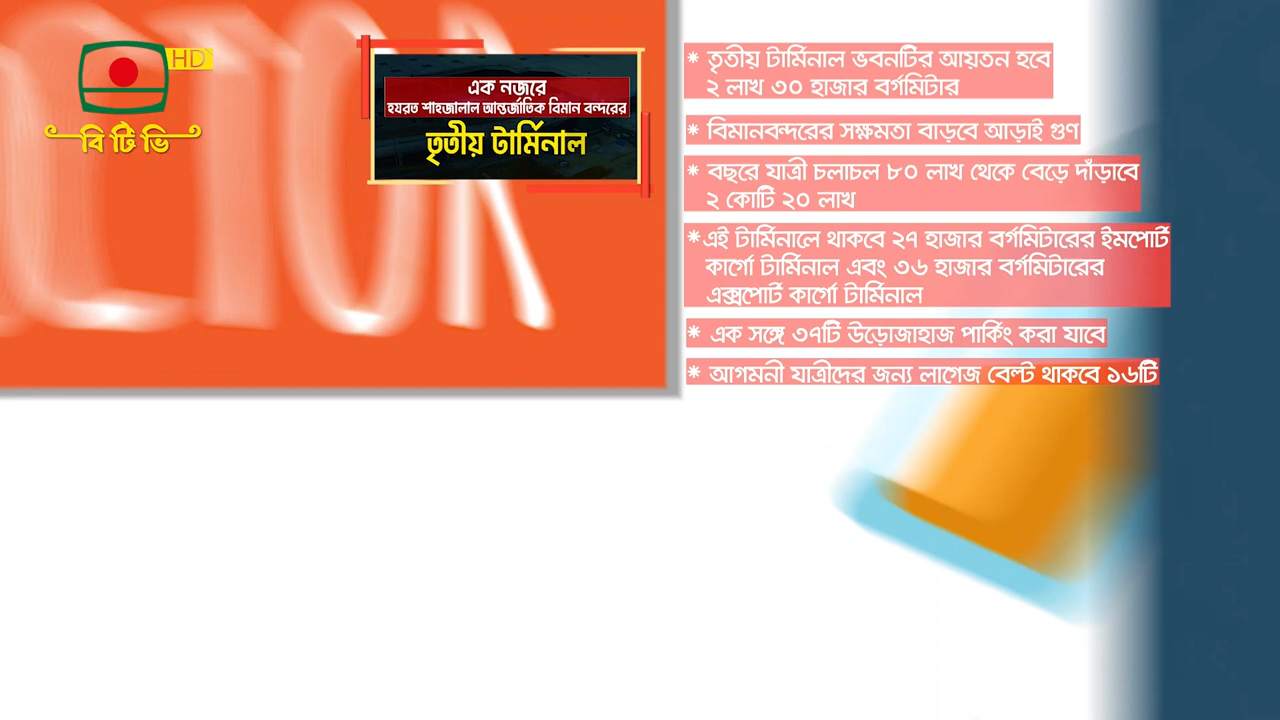 HD
বিটিভি
এক নজরে
হযরত শাহজালাল আন্তর্জাতিক বিমান বন্দরের
তৃতীয় টার্মিনাল
* তৃতীয় টার্মিনাল ভবনটির আয়তন হবে
২ লাখ ৩০ হাজার বর্গমিটার
* বিমানবন্দরের সক্ষমতা বাড়বে আড়াই গুণ
* বছরে যাত্রী চলাচল ৮০ লাখ থেকে বেড়ে দাঁড়াবে
২ কোটি ২০ লাখ
*এই টার্মিনালে থাকবে ২৭ হাজার বর্গমিটারের ইমপোর্ট
কার্গো টার্মিনাল এবং ৩৬ হাজার বর্গমিটারের
এক্সপোর্ট কার্গো টার্মিনাল
* এক সঙ্গে ৩৭টি উড়োজাহাজ পার্কিং করা যাবে
* আগমনী যাত্রীদের জন্য লাগেজ বেল্ট থাকবে ১৬টি